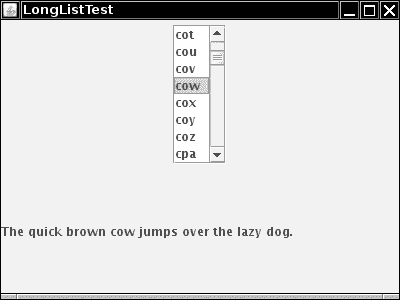 LongListTest
cot
cou
cov
cow
cox
coy
coz
cpa
The quick brown cow jumps over the lazy dog.